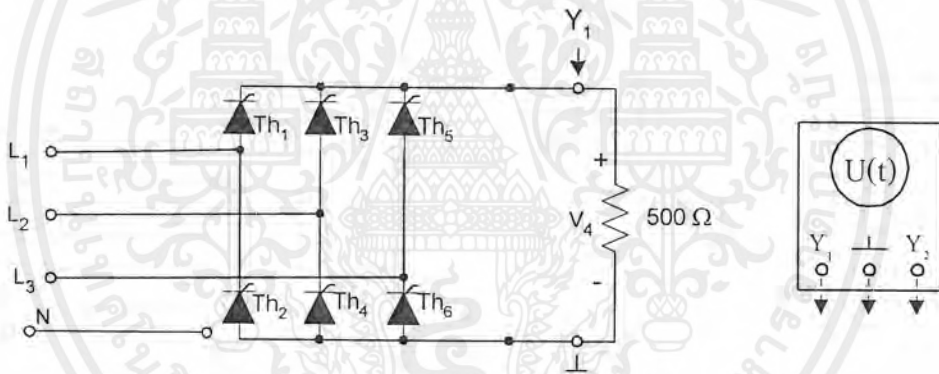 Y₁
Th₁ Th₃ Th₅
L₁
+
U(t)
L₂
V₄ 500 Ω
Y₁ ⊥ Y₂
L₃
-
Th₂ Th₄ Th₆
N
⊥